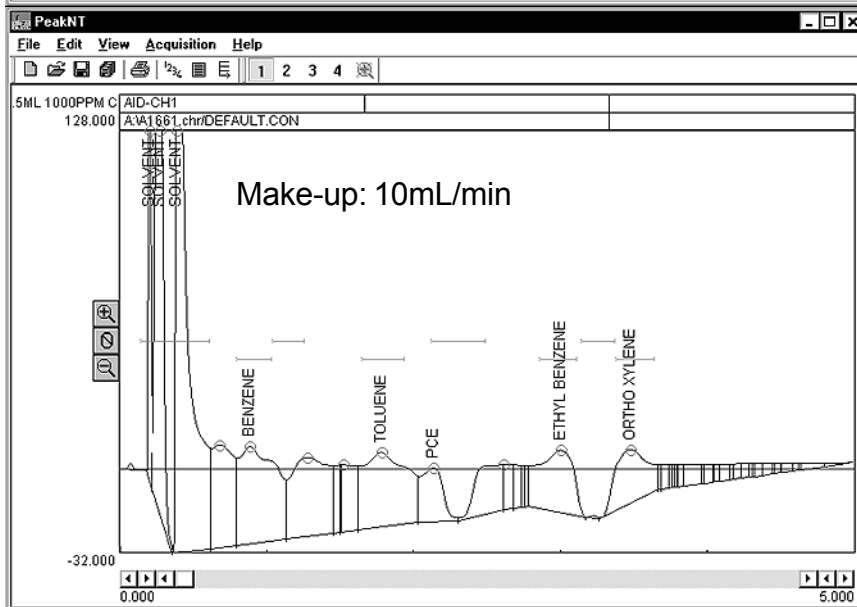 PeakNT
File Edit View Acquisition Help
1 2 3 4
.5ML 1000PPM C AID-CH1
128.000 A:\A1661.chr/DEFAULT.CON
SOLVENT
SOLVENT
SOLVENT
Make-up: 10mL/min
BENZENE
TOLUENE
PCE
ETHYL BENZENE
ORTHO XYLENE
-32.000
0.000 5.000